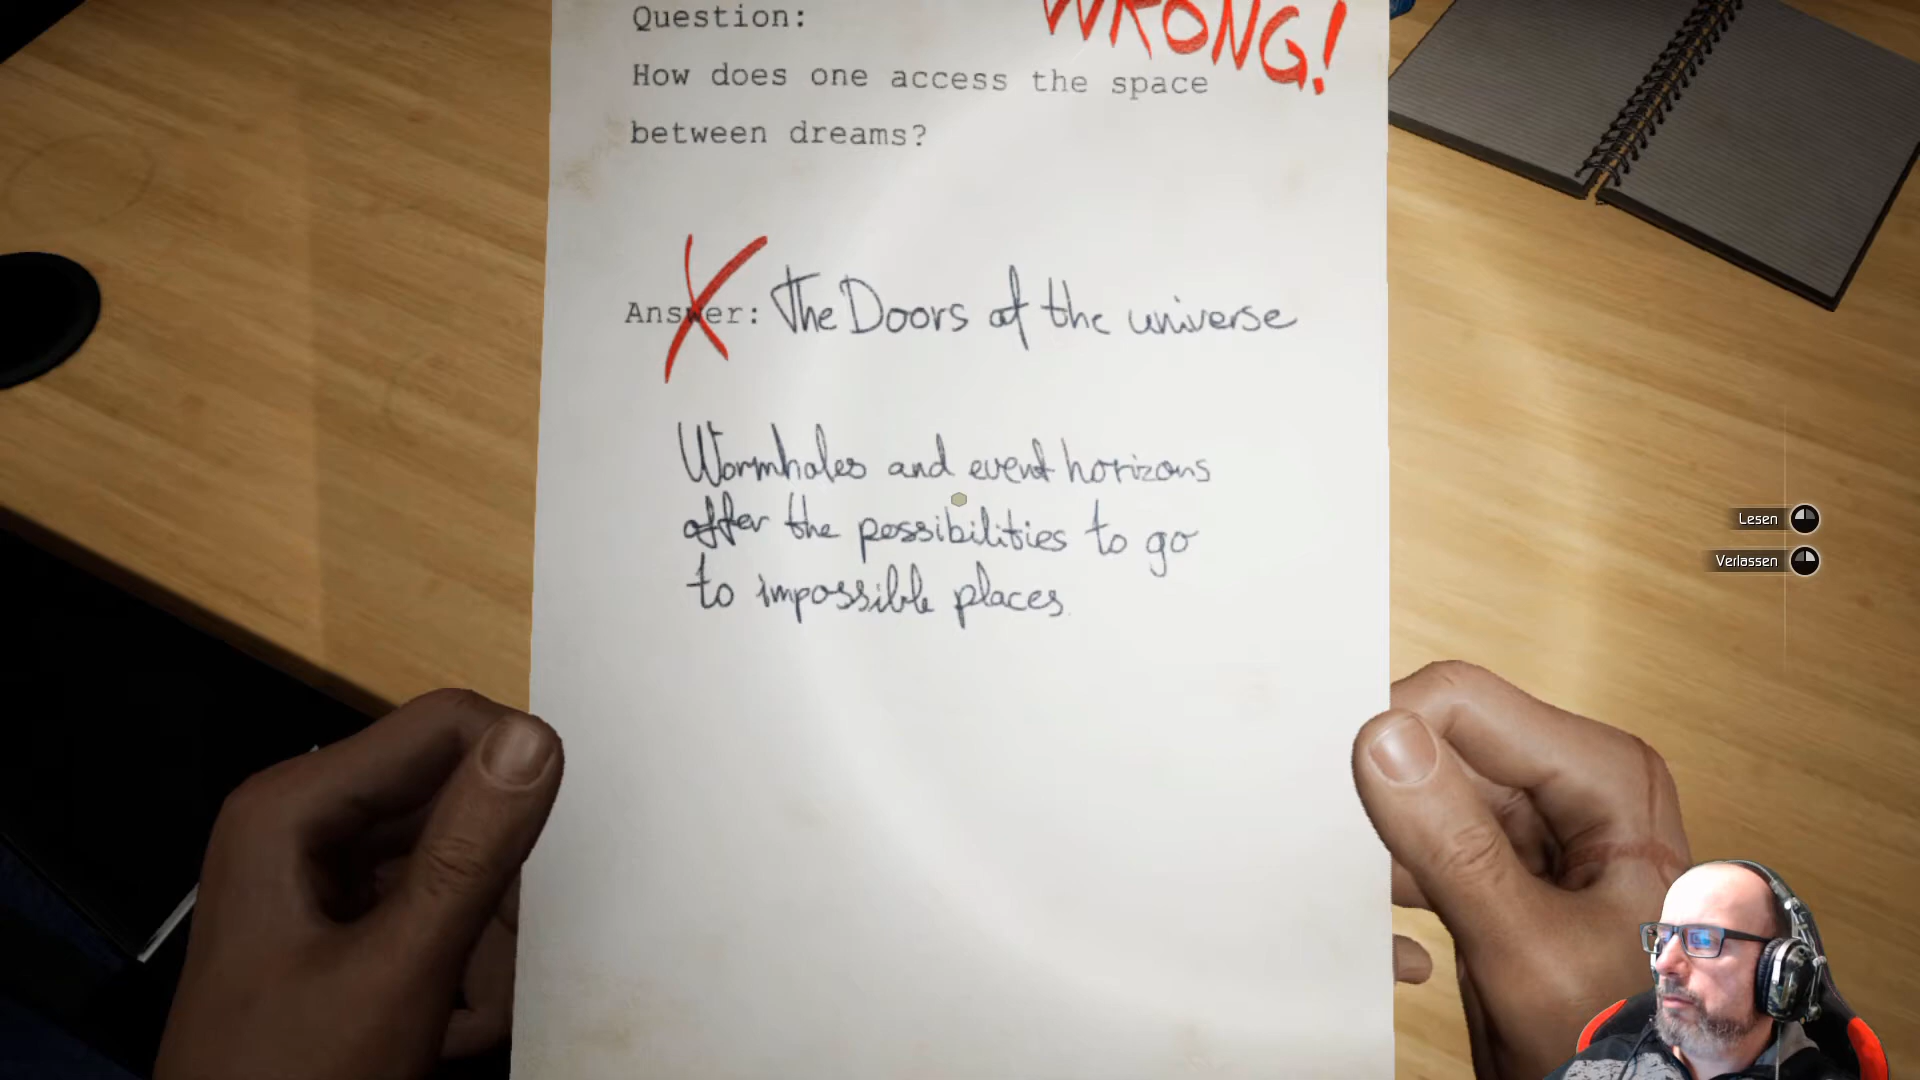 WRONG!
Question:
How does one access the space
between dreams?
Answer: The Doors of the universe
Wormholes and event horizons
offer the possibilities to go
to impossible places.
Lesen
Verlassen